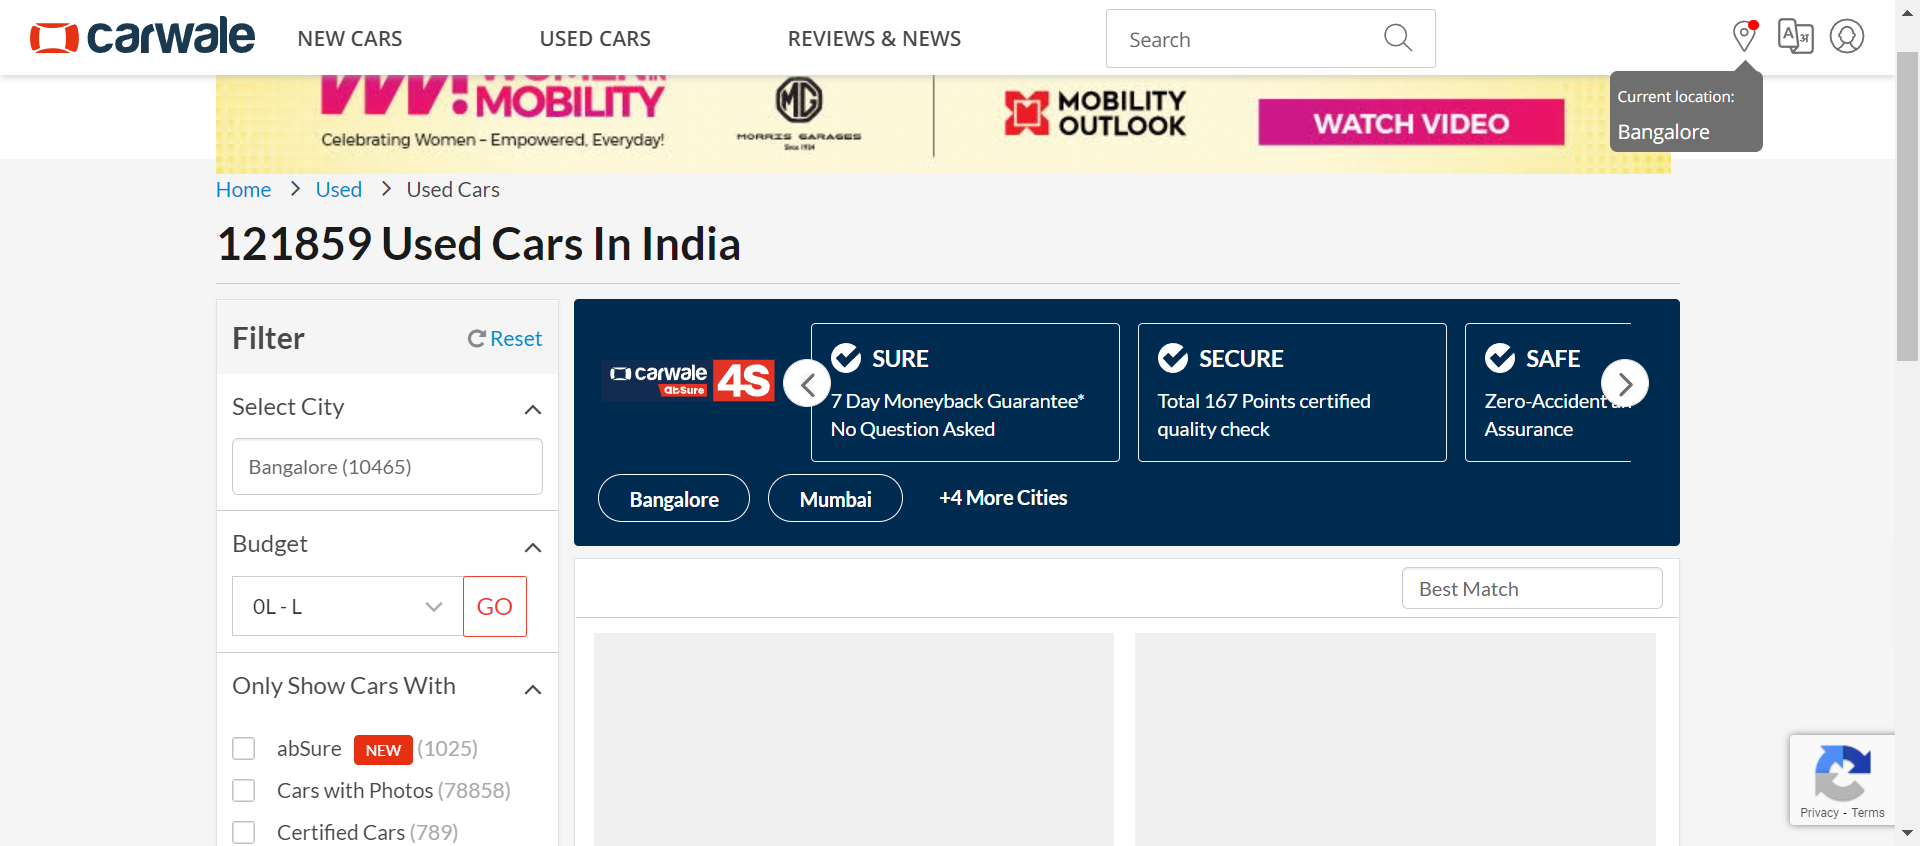 carwale
NEW CARS
USED CARS
REVIEWS & NEWS
Search
Current location:
Bangalore
MOBILITY
Celebrating Women – Empowered, Everyday!
MG
MORRIS GARAGES
Since 1924
MOBILITY
OUTLOOK
WATCH VIDEO
Home > Used > Used Cars
121859 Used Cars In India
Filter
Reset
Select City
Bangalore (10465)
Budget
0L - L
GO
Only Show Cars With
abSure NEW (1025)
Cars with Photos (78858)
Certified Cars (789)
carwale
abSure
4S
SURE
7 Day Moneyback Guarantee*
No Question Asked
SECURE
Total 167 Points certified
quality check
SAFE
Zero-Accident
Assurance
Bangalore
Mumbai
+4 More Cities
Best Match
Privacy - Terms